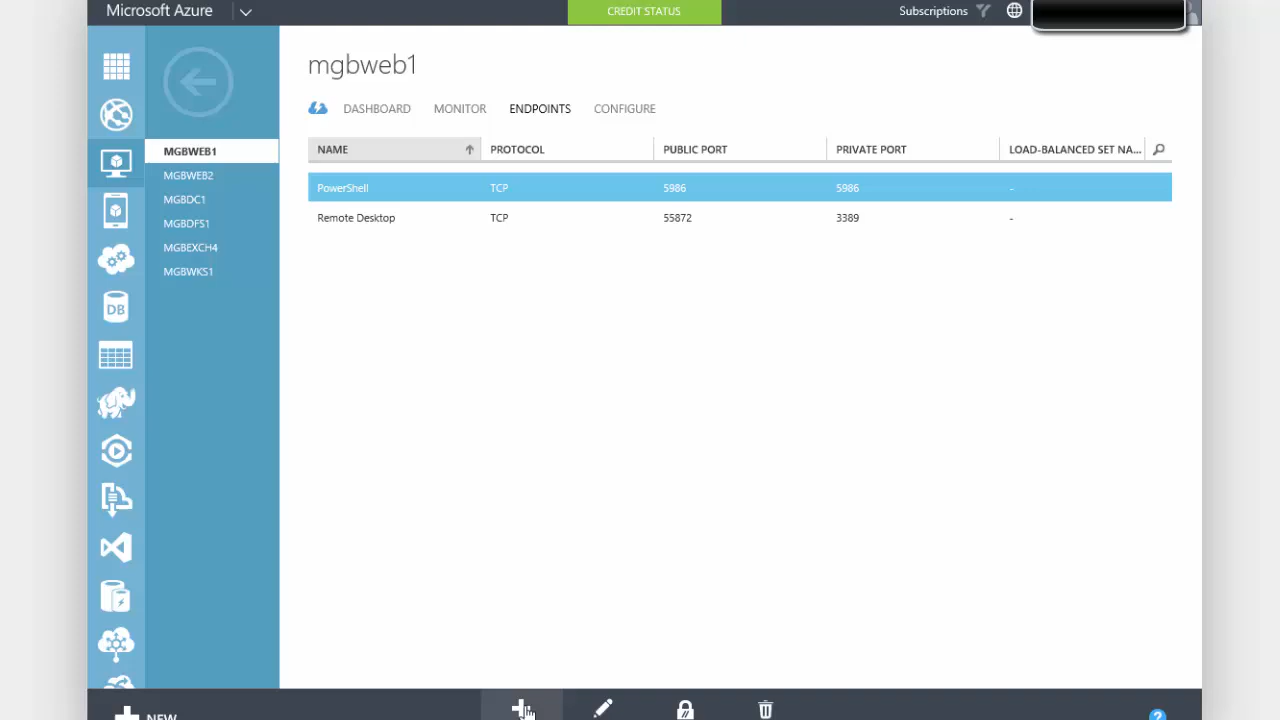 Microsoft Azure
CREDIT STATUS
Subscriptions
mgbweb1
DASHBOARD MONITOR ENDPOINTS CONFIGURE
MGBWEB1
MGBWEB2
MGBDC1
MGBDFS1
MGBEXCH4
MGBWKS1
NAME PROTOCOL PUBLIC PORT PRIVATE PORT LOAD-BALANCED SET NA...
PowerShell TCP 5986 5986 -
Remote Desktop TCP 55872 3389 -
DB
NEW
?